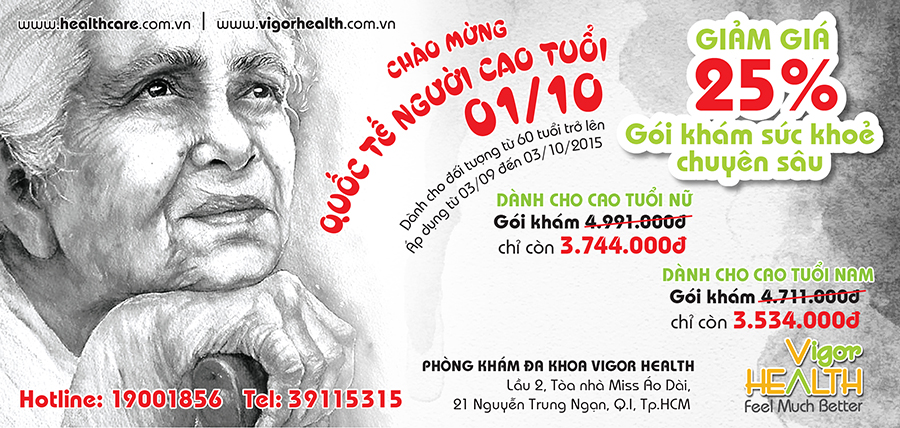 www.healthcare.com.vn | www.vigorhealth.com.vn
CHÀO MỪNG
QUỐC TẾ NGƯỜI CAO TUỔI
01/10
Dành cho đối tượng từ 60 tuổi trở lên
Áp dụng từ 03/09 đến 03/10/2015
GIẢM GIÁ
25%
Gói khám sức khoẻ
chuyên sâu
DÀNH CHO CAO TUỔI NỮ
Gói khám 4.991.000đ
chỉ còn 3.744.000đ
DÀNH CHO CAO TUỔI NAM
Gói khám 4.711.000đ
chỉ còn 3.534.000đ
PHÒNG KHÁM ĐA KHOA VIGOR HEALTH
Lầu 2, Tòa nhà Miss Áo Dài,
21 Nguyễn Trung Ngạn, Q.1, Tp.HCM
Hotline: 19001856 Tel: 39115315
Vigor
HEALTH
Feel Much Better